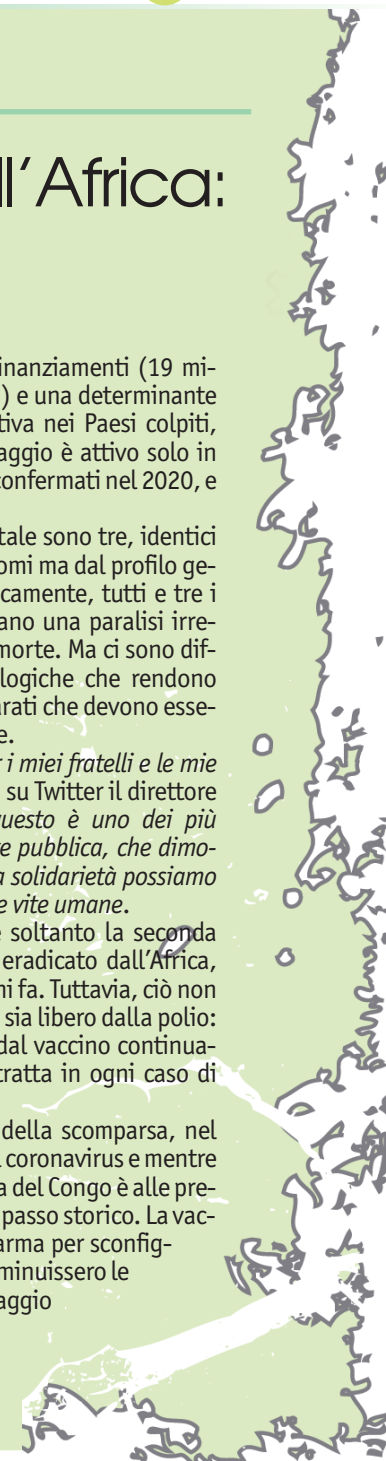 ll'Africa:
inanziamenti (19 mi-
) e una determinante
tiva nei Paesi colpiti,
aggio è attivo solo in
confermati nel 2020, e
tale sono tre, identici
omi ma dal profilo ge-
camente, tutti e tre i
ano una paralisi irre-
morte. Ma ci sono dif-
logiche che rendono
arati che devono esse-
e.
r i miei fratelli e le mie
su Twitter il direttore
uesto è uno dei più
e pubblica, che dimo-
a solidarietà possiamo
e vite umane.
e soltanto la seconda
eradicato dall'Africa,
ni fa. Tuttavia, ciò non
sia libero dalla polio:
dal vaccino continua-
tratta in ogni caso di
della scomparsa, nel
l coronavirus e mentre
a del Congo è alle pre-
passo storico. La vac-
arma per sconfig-
minuissero le
aggio